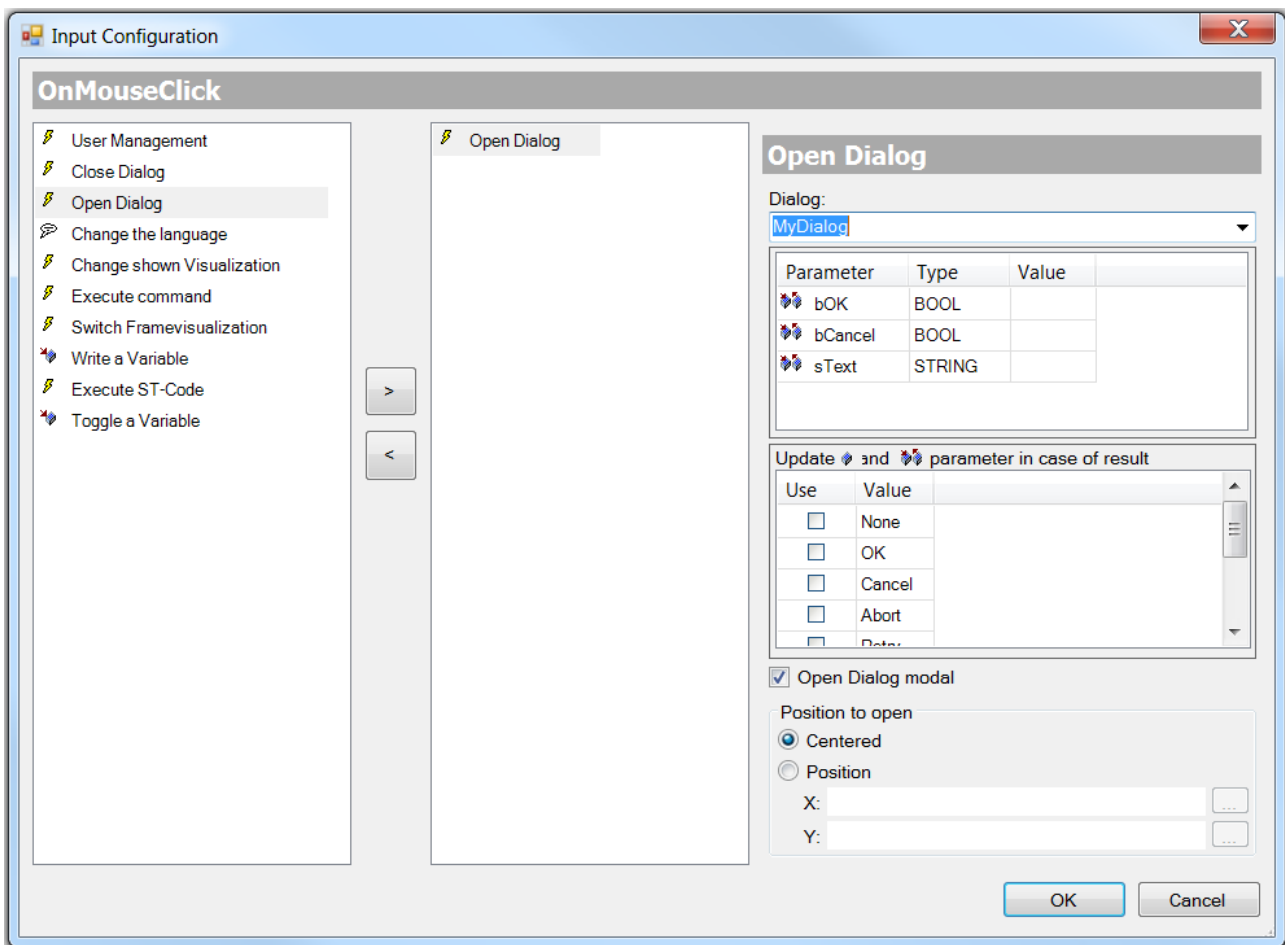 Input Configuration
X
OnMouseClick
User Management
Close Dialog
Open Dialog
Change the language
Change shown Visualization
Execute command
Switch Framevisualization
Write a Variable
Execute ST-Code
Toggle a Variable
>
<
Open Dialog
Open Dialog
Dialog:
MyDialog
Parameter Type Value
bOK BOOL
bCancel BOOL
sText STRING
Update and parameter in case of result
Use Value
None
OK
Cancel
Abort
Open Dialog modal
Position to open
Centered
Position
X:
...
Y:
...
OK Cancel